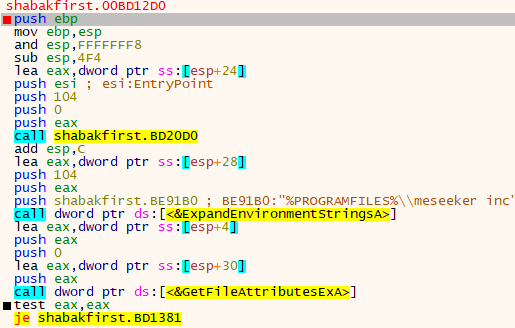 shabakfirst.00BD12D0
push ebp
mov ebp,esp
and esp,FFFFFFF8
sub esp,4F4
lea eax,dword ptr ss:[esp+24]
push esi ; esi:EntryPoint
push 104
push 0
push eax
call shabakfirst.BD20D0
add esp,C
lea eax,dword ptr ss:[esp+28]
push 104
push eax
push shabakfirst.BE91B0 ; BE91B0:"%PROGRAMFILES%\\meseeker inc"
call dword ptr ds:[<&ExpandEnvironmentStringsA>]
lea eax,dword ptr ss:[esp+4]
push eax
push 0
lea eax,dword ptr ss:[esp+30]
push eax
call dword ptr ds:[<&GetFileAttributesExA>]
test eax,eax
je shabakfirst.BD1381